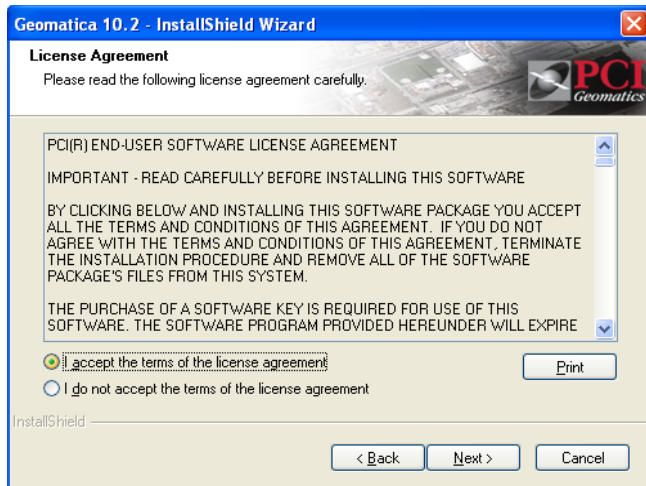 Geomatica 10.2 - InstallShield Wizard
License Agreement
Please read the following license agreement carefully.
PCI
Geomatics
PCI(R) END-USER SOFTWARE LICENSE AGREEMENT
IMPORTANT - READ CAREFULLY BEFORE INSTALLING THIS SOFTWARE
BY CLICKING BELOW AND INSTALLING THIS SOFTWARE PACKAGE YOU ACCEPT
ALL THE TERMS AND CONDITIONS OF THIS AGREEMENT. IF YOU DO NOT
AGREE WITH THE TERMS AND CONDITIONS OF THIS AGREEMENT, TERMINATE
THE INSTALLATION PROCEDURE AND REMOVE ALL OF THE SOFTWARE
PACKAGE'S FILES FROM THIS SYSTEM.
THE PURCHASE OF A SOFTWARE KEY IS REQUIRED FOR USE OF THIS
SOFTWARE. THE SOFTWARE PROGRAM PROVIDED HEREUNDER WILL EXPIRE
I accept the terms of the license agreement
Print
I do not accept the terms of the license agreement
InstallShield
< Back
Next >
Cancel